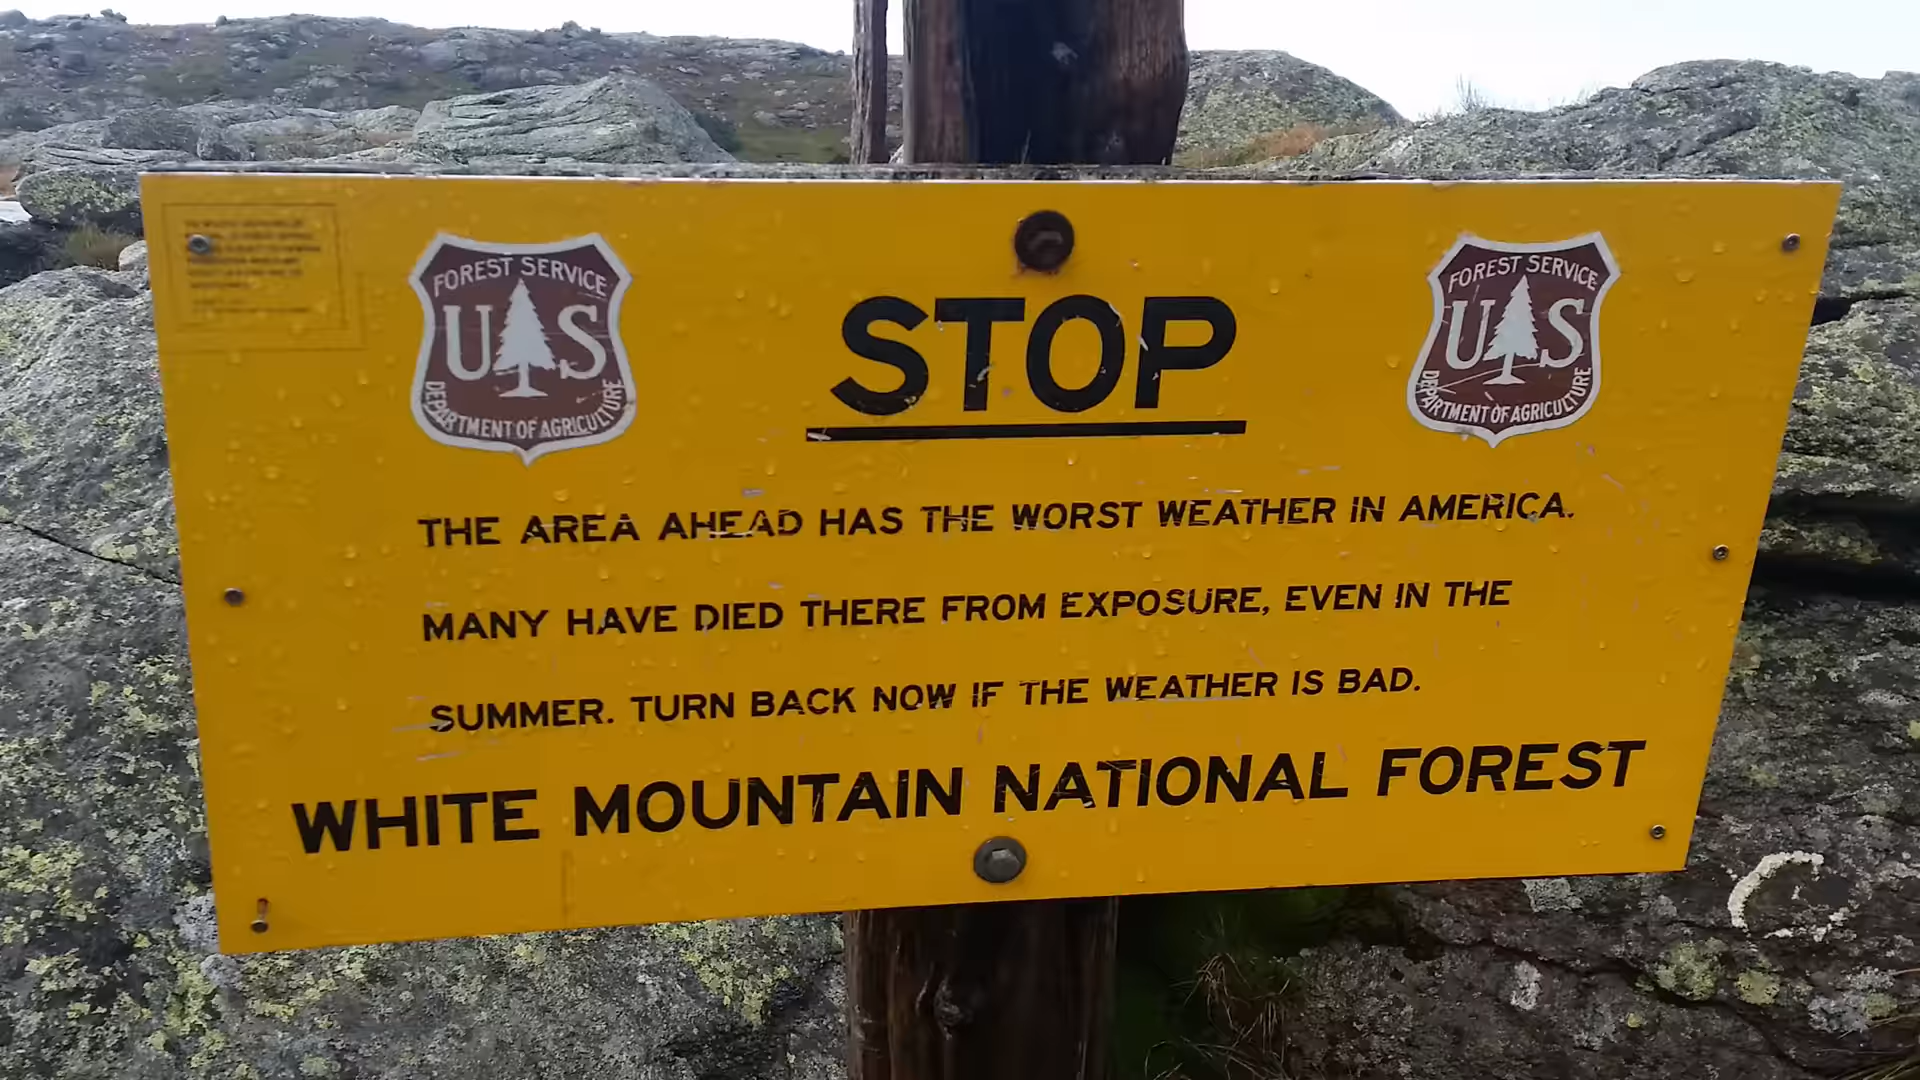 FOREST SERVICE
U S
DEPARTMENT OF AGRICULTURE
STOP
FOREST SERVICE
U S
DEPARTMENT OF AGRICULTURE
THE AREA AHEAD HAS THE WORST WEATHER IN AMERICA.
MANY HAVE DIED THERE FROM EXPOSURE, EVEN IN THE
SUMMER. TURN BACK NOW IF THE WEATHER IS BAD.
WHITE MOUNTAIN NATIONAL FOREST